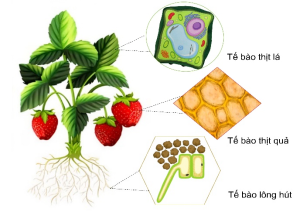 Tế bào thịt lá
Tế bào thịt quả
Tế bào lông hút